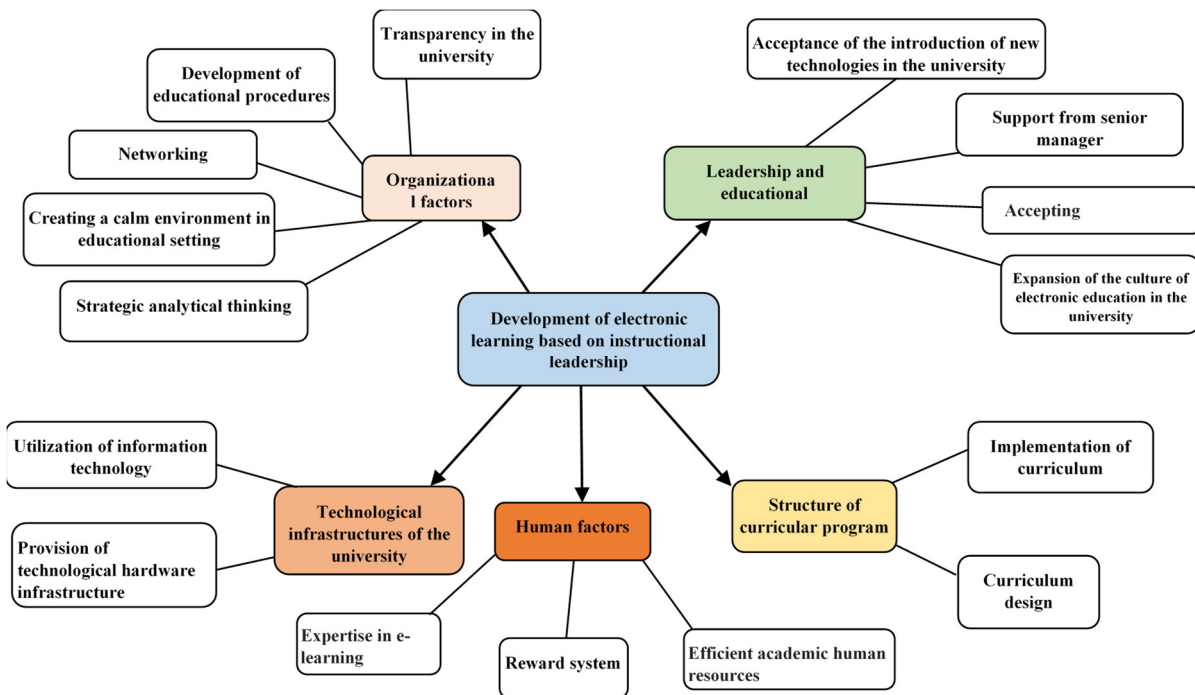 Transparency in the
university
Development of
educational procedures
Networking
Creating a calm environment in
educational setting
Strategic analytical thinking
Organizationa
l factors
Acceptance of the introduction of new
technologies in the university
Support from senior
manager
Accepting
Expansion of the culture of
electronic education in the
university
Leadership and
educational
Development of electronic
learning based on instructional
leadership
Utilization of information
technology
Provision of
technological hardware
infrastructure
Technological
infrastructures of the
university
Human factors
Expertise in e-
learning
Reward system
Efficient academic human
resources
Structure of
curricular program
Implementation of
curriculum
Curriculum
design